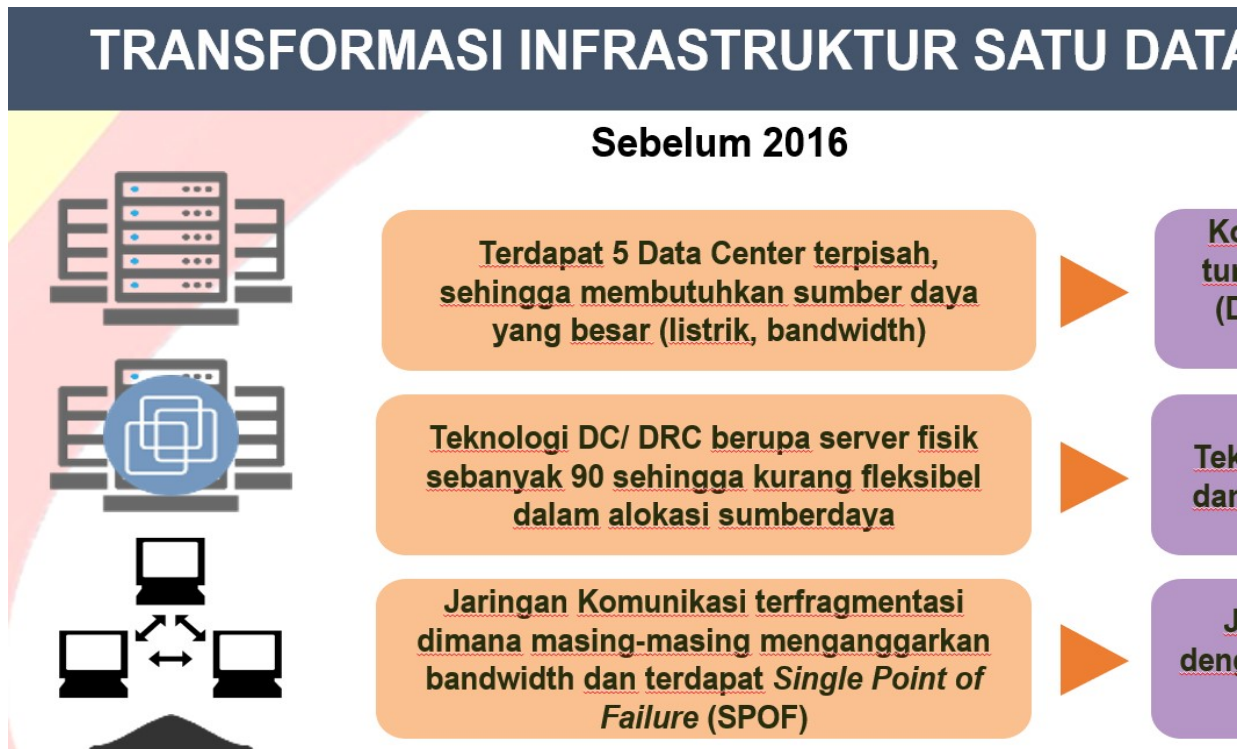 TRANSFORMASI INFRASTRUKTUR SATU DATA
Sebelum 2016
Terdapat 5 Data Center terpisah,
sehingga membutuhkan sumber daya
yang besar (listrik, bandwidth)
Teknologi DC/ DRC berupa server fisik
sebanyak 90 sehingga kurang fleksibel
dalam alokasi sumberdaya
Jaringan Komunikasi terfragmentasi
dimana masing-masing menganggarkan
bandwidth dan terdapat Single Point of
Failure (SPOF)